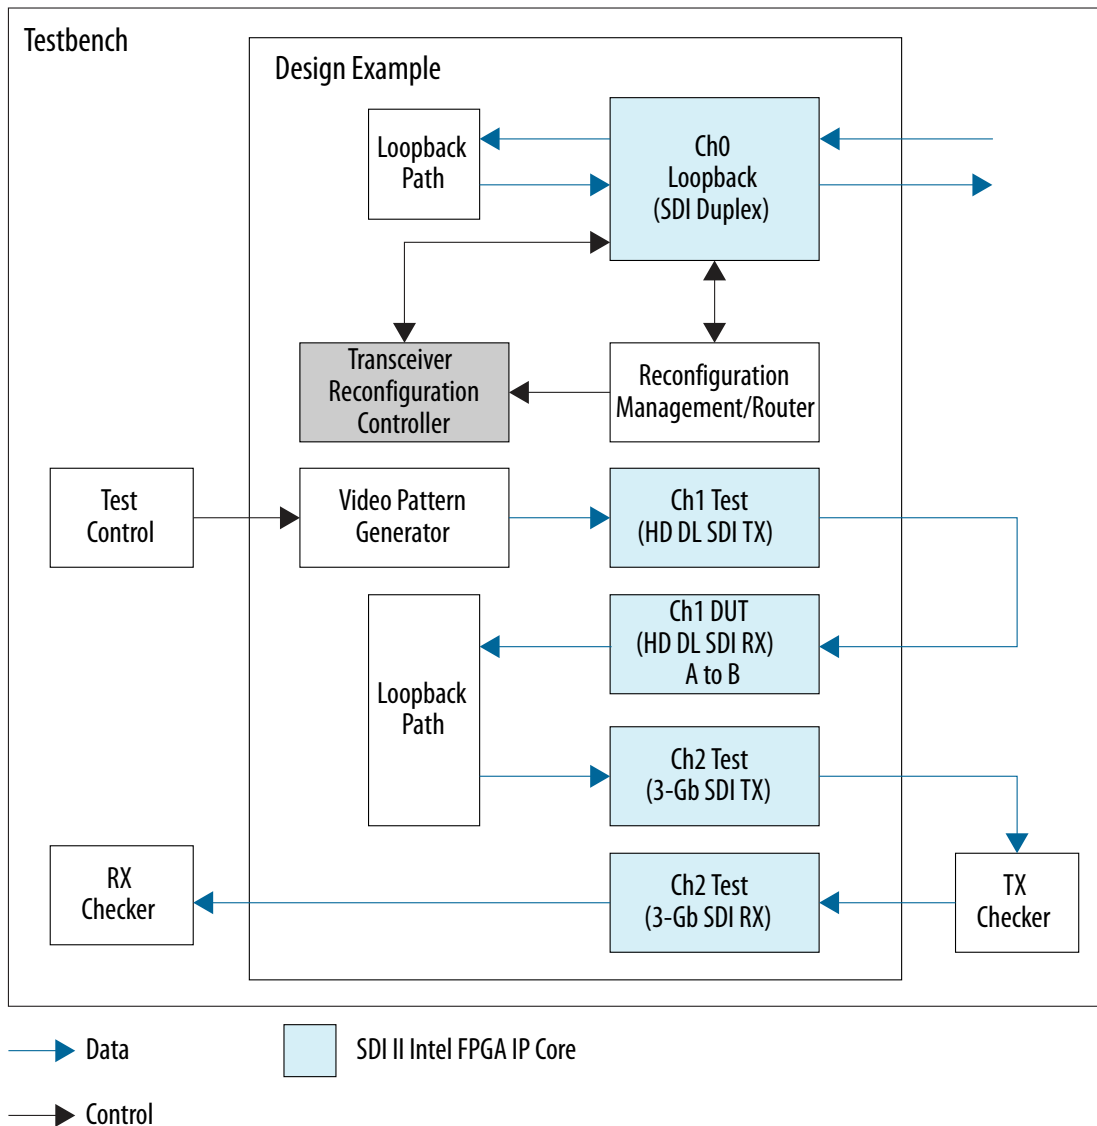 Testbench
Design Example
Loopback
Path
Ch0
Loopback
(SDI Duplex)
Transceiver
Reconfiguration
Controller
Reconfiguration
Management/Router
Test
Control
Video Pattern
Generator
Ch1 Test
(HD DL SDI TX)
Ch1 DUT
(HD DL SDI RX)
A to B
Loopback
Path
Ch2 Test
(3-Gb SDI TX)
RX
Checker
Ch2 Test
(3-Gb SDI RX)
TX
Checker
Data
SDI II Intel FPGA IP Core
Control